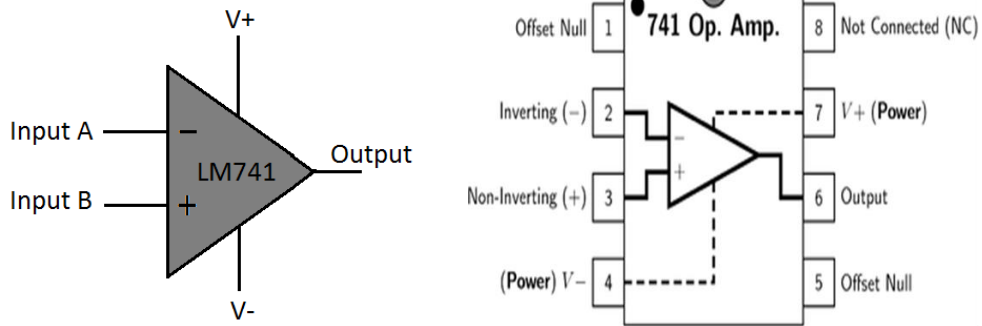 V+
Input A
−
LM741
Output
Input B
+
V-
741 Op. Amp.
Offset Null 1
8 Not Connected (NC)
Inverting (−) 2
7 V+ (Power)
−
+
Non-Inverting (+) 3
6 Output
(Power) V− 4
5 Offset Null